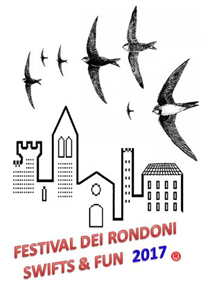 FESTIVAL DEI RONDONI
SWIFTS & FUN 2017 ®